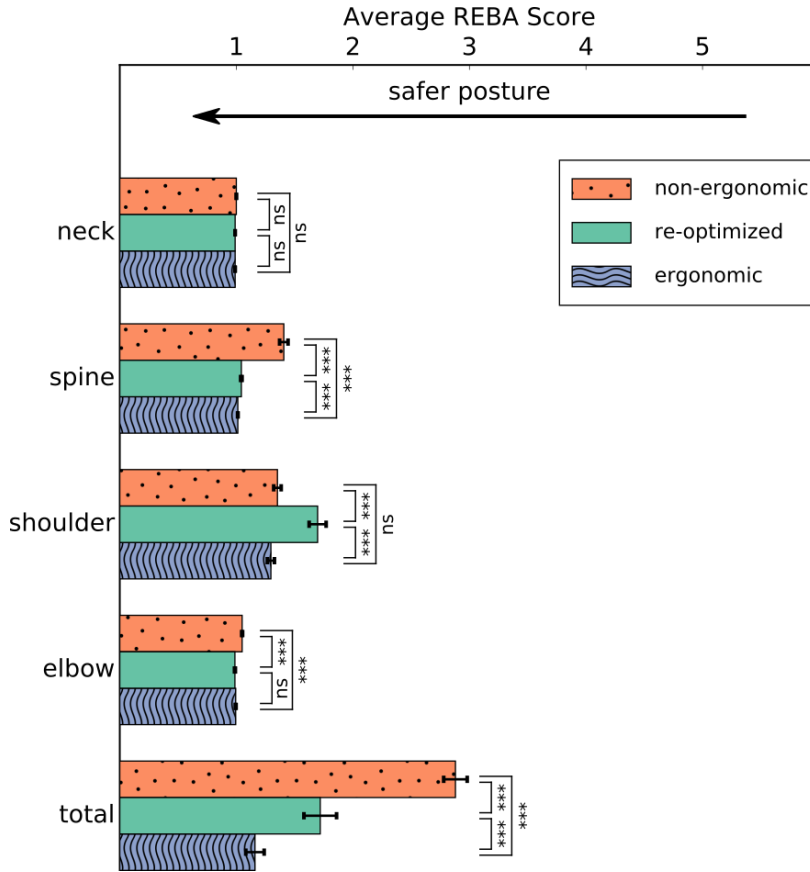 Average REBA Score
1 2 3 4 5
safer posture
non-ergonomic
re-optimized
ergonomic
neck
ns
ns
ns
spine
***
***
***
shoulder
***
***
ns
elbow
***
ns
***
total
***
***
***